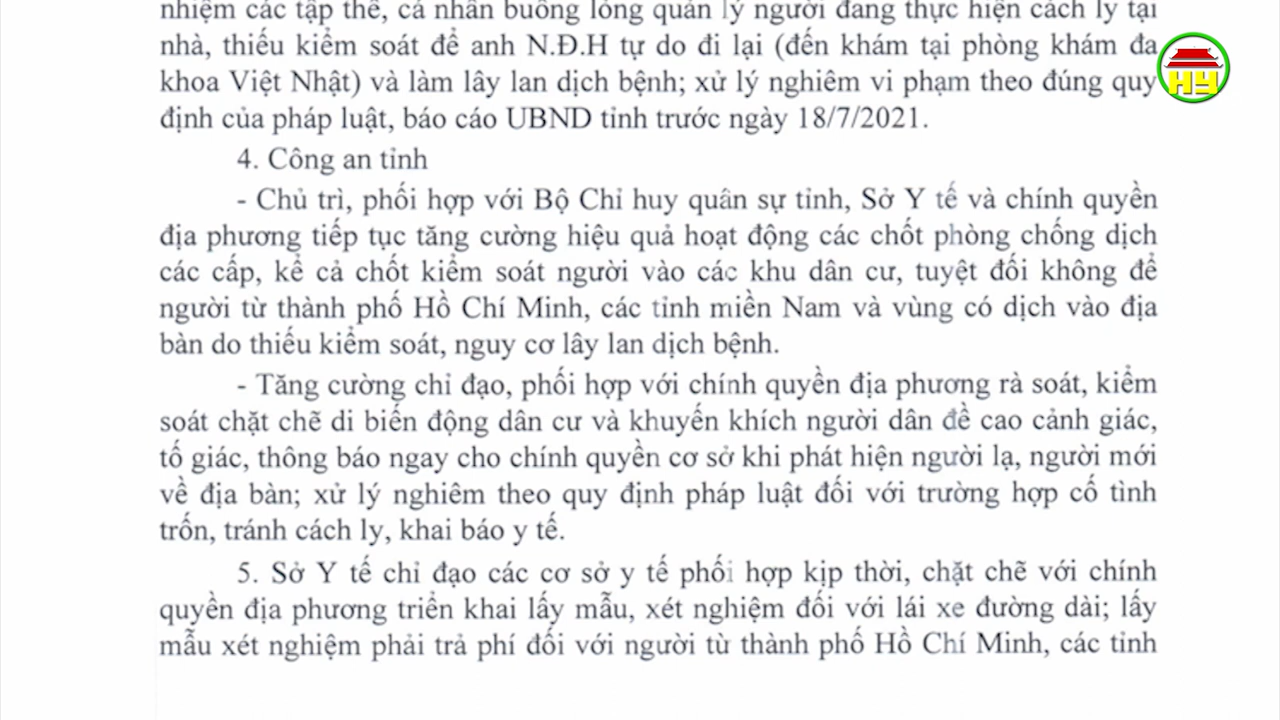 nhiệm các tập thể, cá nhân buông lỏng quản lý người đang thực hiện cách ly tại
nhà, thiếu kiểm soát để anh N.Đ.H tự do đi lại (đến khám tại phòng khám đa
khoa Việt Nhật) và làm lây lan dịch bệnh; xử lý nghiêm vi phạm theo đúng quy
định của pháp luật, báo cáo UBND tỉnh trước ngày 18/7/2021.
HY
4. Công an tỉnh
- Chủ trì, phối hợp với Bộ Chỉ huy quân sự tỉnh, Sở Y tế và chính quyền
địa phương tiếp tục tăng cường hiệu quả hoạt động các chốt phòng chống dịch
các cấp, kể cả chốt kiểm soát người vào các khu dân cư, tuyệt đối không để
người từ thành phố Hồ Chí Minh, các tỉnh miền Nam và vùng có dịch vào địa
bàn do thiếu kiểm soát, nguy cơ lây lan dịch bệnh.
- Tăng cường chỉ đạo, phối hợp với chính quyền địa phương rà soát, kiểm
soát chặt chẽ di biến động dân cư và khuyến khích người dân đề cao cảnh giác,
tố giác, thông báo ngay cho chính quyền cơ sở khi phát hiện người lạ, người mới
về địa bàn; xử lý nghiêm theo quy định pháp luật đối với trường hợp cố tình
trốn, tránh cách ly, khai báo y tế.
5. Sở Y tế chỉ đạo các cơ sở y tế phối hợp kịp thời, chặt chẽ với chính
quyền địa phương triển khai lấy mẫu, xét nghiệm đối với lái xe đường dài; lấy
mẫu xét nghiệm phải trả phí đối với người từ thành phố Hồ Chí Minh, các tỉnh